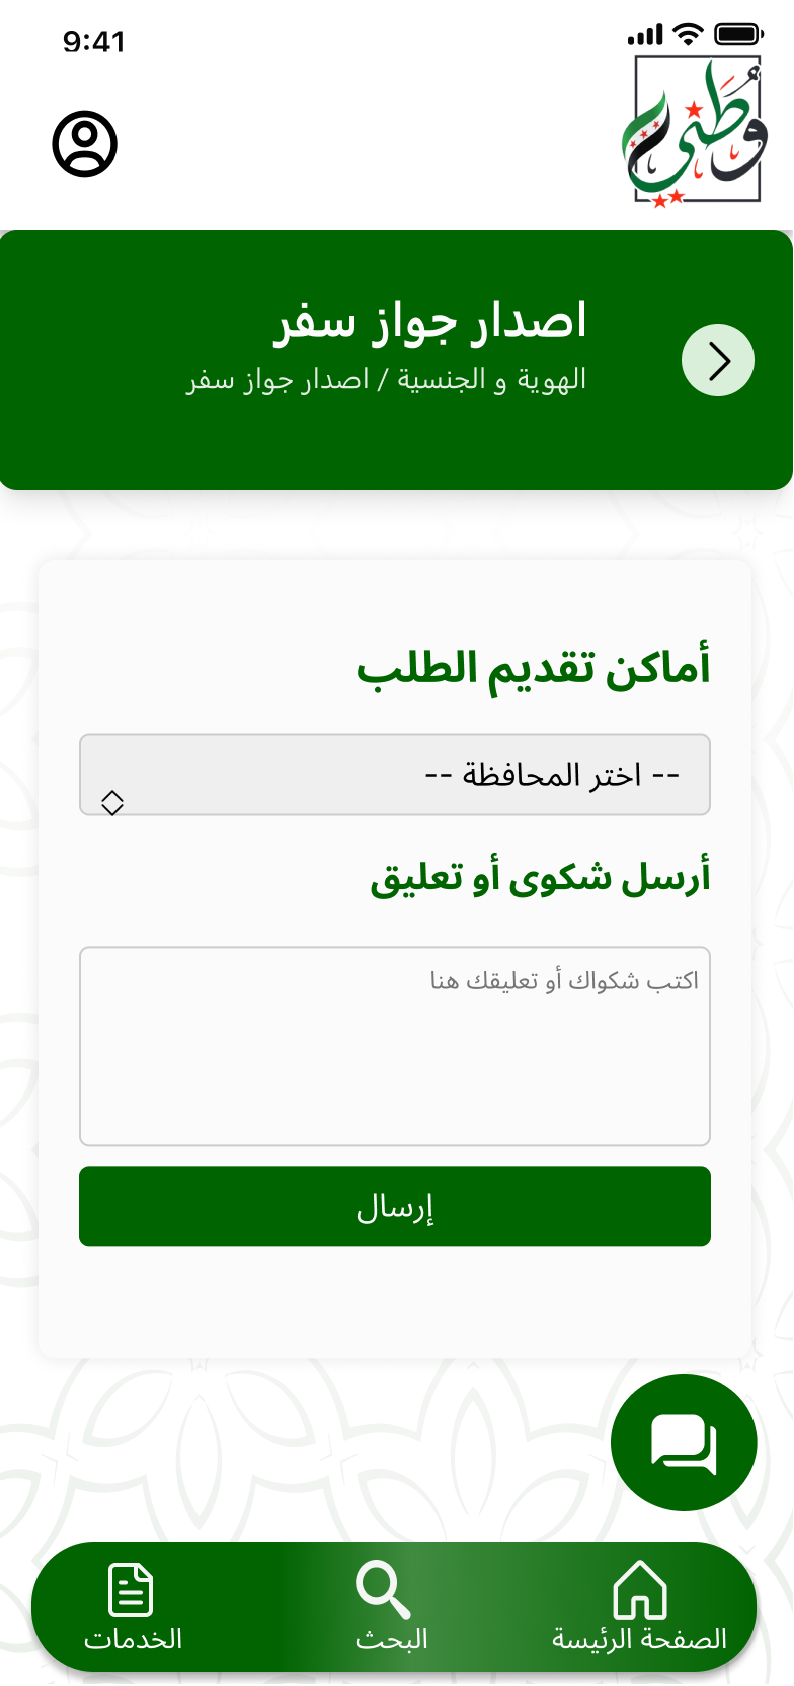 9:41
وطني
اصدار جواز سفر
الهوية و الجنسية / اصدار جواز سفر
أماكن تقديم الطلب
-- اختر المحافظة --
أرسل شكوى أو تعليق
اكتب شكواك أو تعليقك هنا
إرسال
الصفحة الرئيسة
البحث
الخدمات